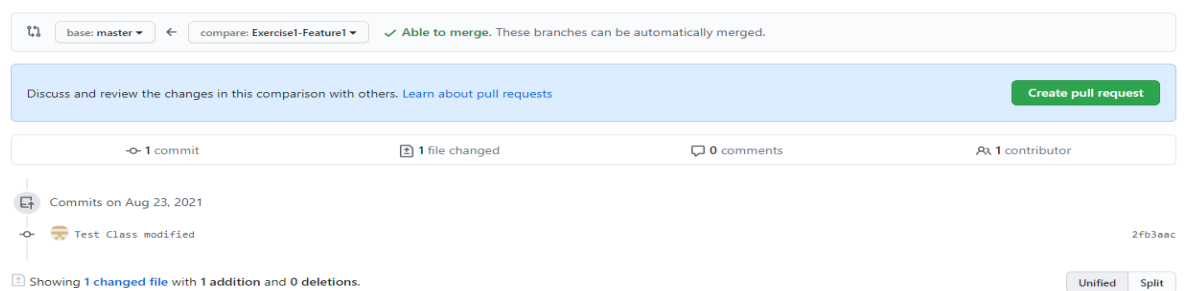 base: master compare: Exercise1-Feature1 Able to merge. These branches can be automatically merged.
Discuss and review the changes in this comparison with others. Learn about pull requests Create pull request
1 commit 1 file changed 0 comments 1 contributor
Commits on Aug 23, 2021
Test Class modified 2fb3aac
Showing 1 changed file with 1 addition and 0 deletions. Unified Split